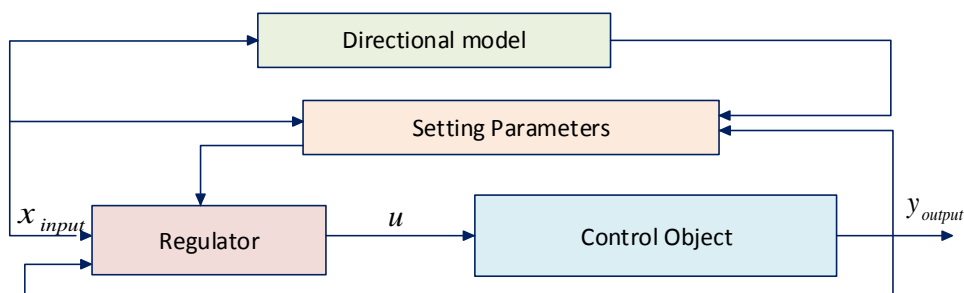 Directional model
Setting Parameters
x input
Regulator
u
Control Object
y output